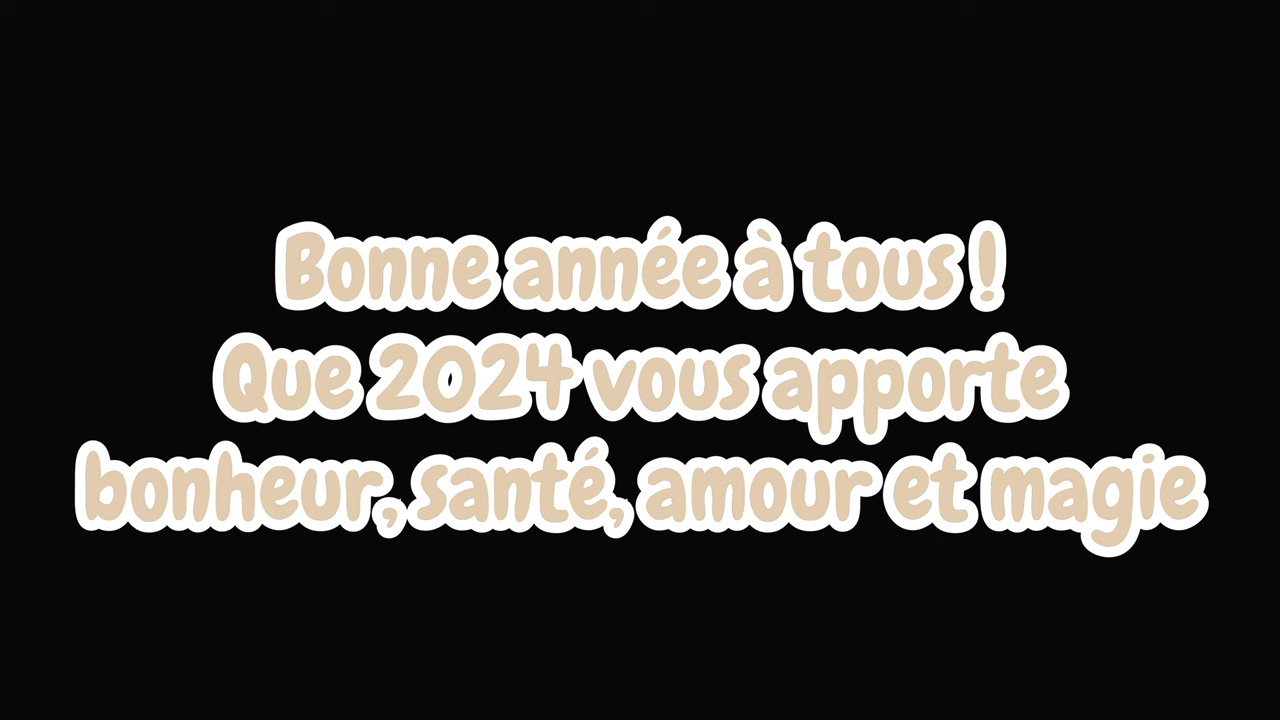 Bonne année à tous !
Que 2024 vous apporte
bonheur, santé, amour et magie